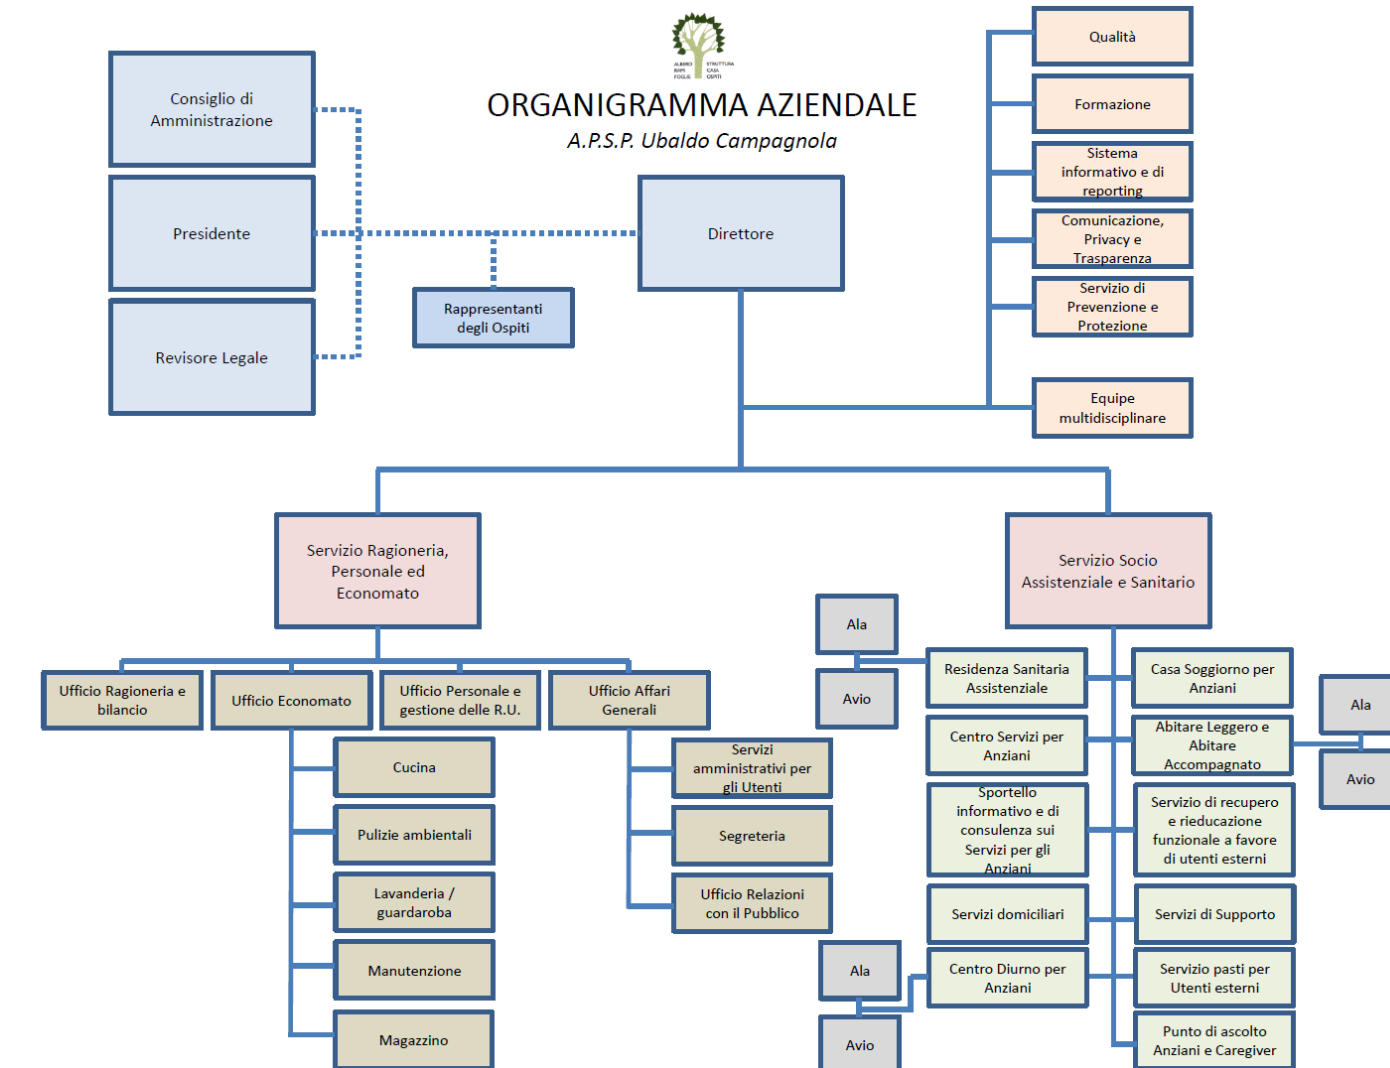 ALBERO
RAMI
FOGLIE
STRUTTURA
CASA
OSPITI
ORGANIGRAMMA AZIENDALE
A.P.S.P. Ubaldo Campagnola
Consiglio di
Amministrazione
Presidente
Revisore Legale
Rappresentanti
degli Ospiti
Direttore
Qualità
Formazione
Sistema
informativo e di
reporting
Comunicazione,
Privacy e
Trasparenza
Servizio di
Prevenzione e
Protezione
Equipe
multidisciplinare
Servizio Ragioneria,
Personale ed
Economato
Ufficio Ragioneria e
bilancio
Ufficio Economato
Ufficio Personale e
gestione delle R.U.
Ufficio Affari
Generali
Cucina
Pulizie ambientali
Lavanderia /
guardaroba
Manutenzione
Magazzino
Servizi
amministrativi per
gli Utenti
Segreteria
Ufficio Relazioni
con il Pubblico
Servizio Socio
Assistenziale e Sanitario
Ala
Avio
Residenza Sanitaria
Assistenziale
Casa Soggiorno per
Anziani
Centro Servizi per
Anziani
Abitare Leggero e
Abitare
Accompagnato
Ala
Avio
Sportello
informativo e di
consulenza sui
Servizi per gli
Anziani
Servizio di recupero
e rieducazione
funzionale a favore
di utenti esterni
Servizi domiciliari
Servizi di Supporto
Ala
Avio
Centro Diurno per
Anziani
Servizio pasti per
Utenti esterni
Punto di ascolto
Anziani e Caregiver